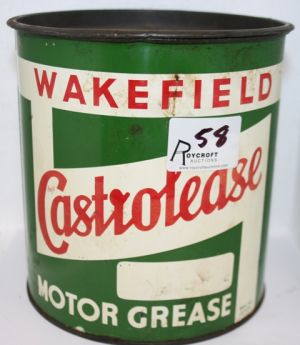 WAKEFIELD
58
ROYCROFT
AUCTIONS
Castrolease
MOTOR GREASE